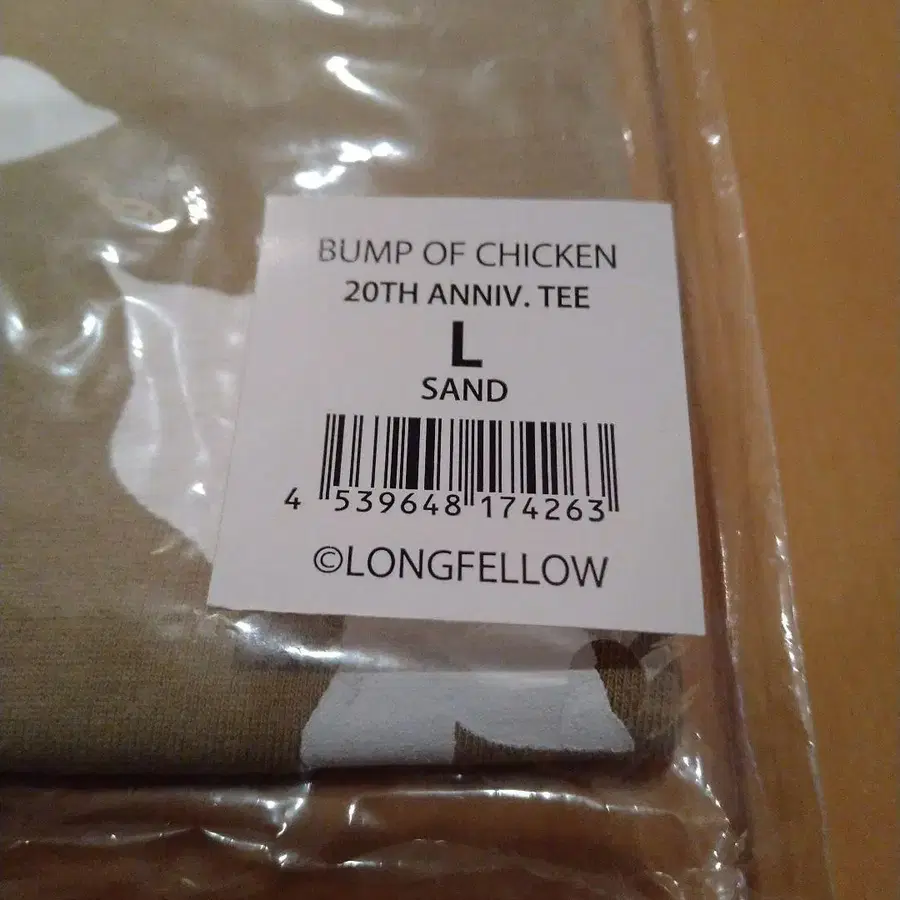 BUMP OF CHICKEN
20TH ANNIV. TEE
L
SAND
4 539648 174263
©LONGFELLOW